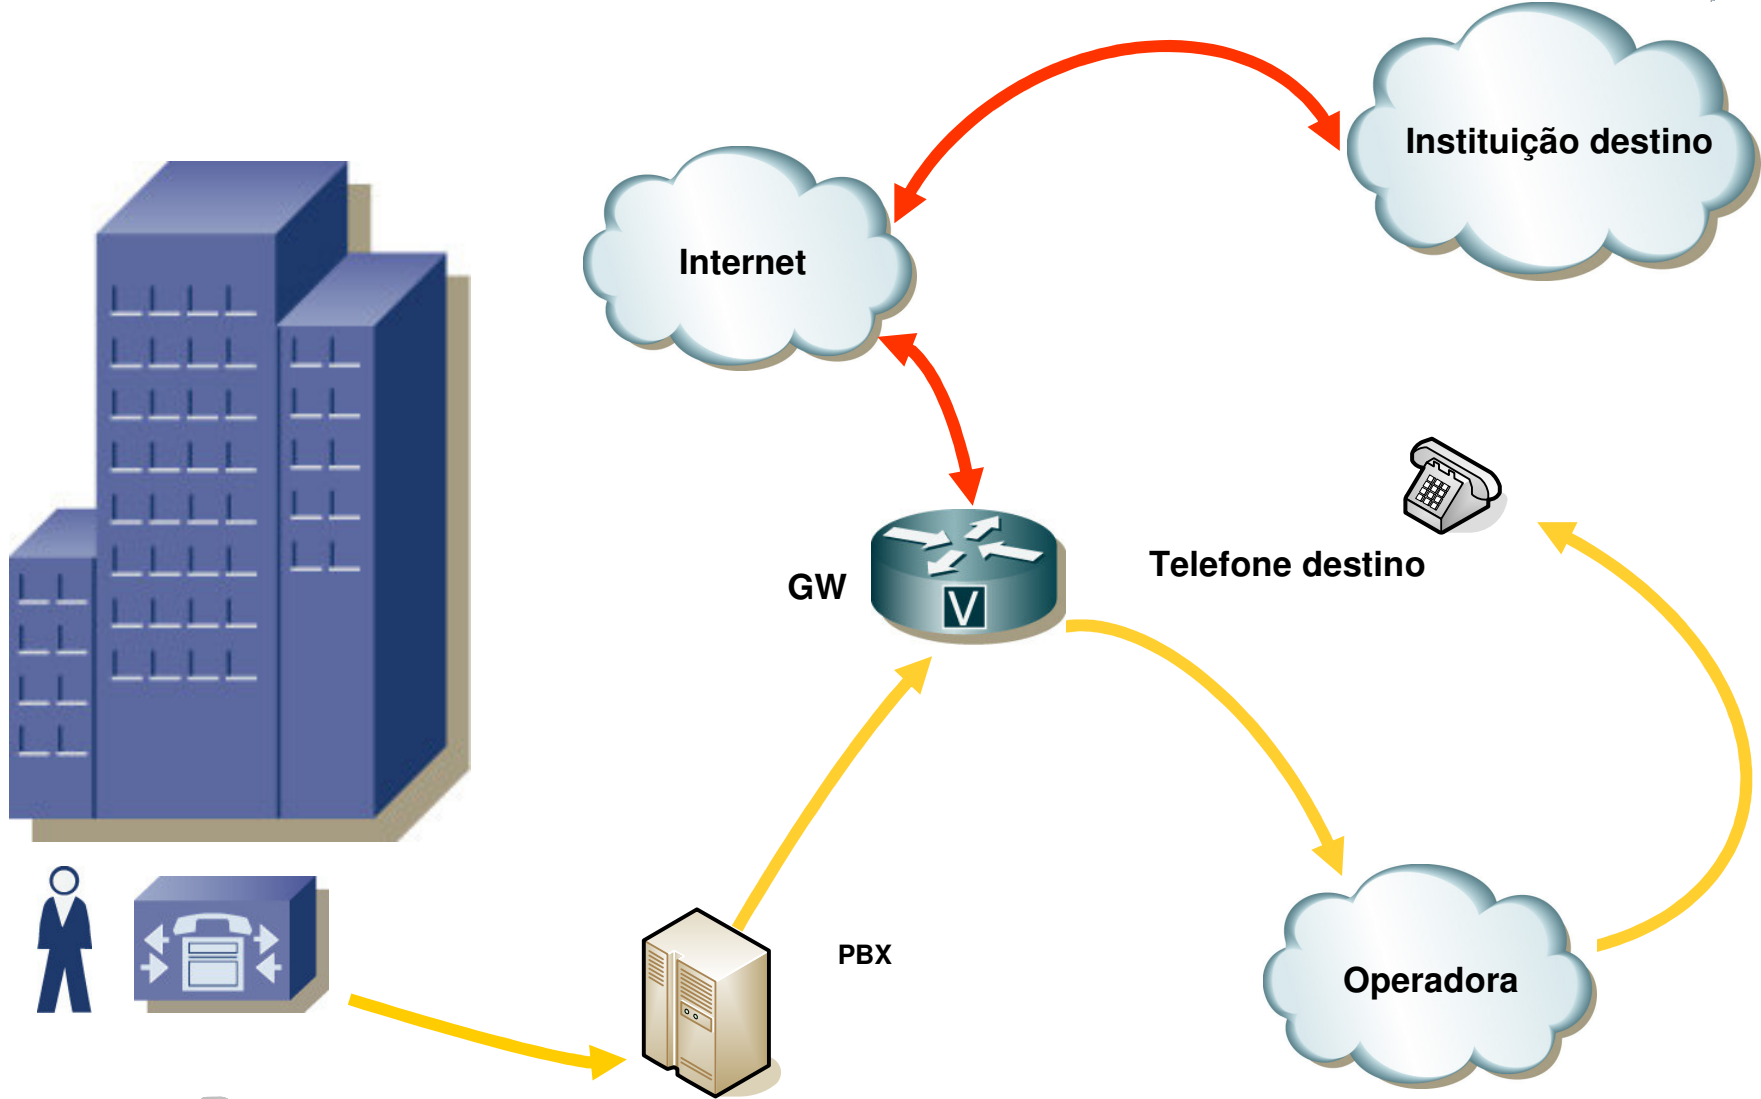 Instituição destino
Internet
Telefone destino
GW
V
PBX
Operadora